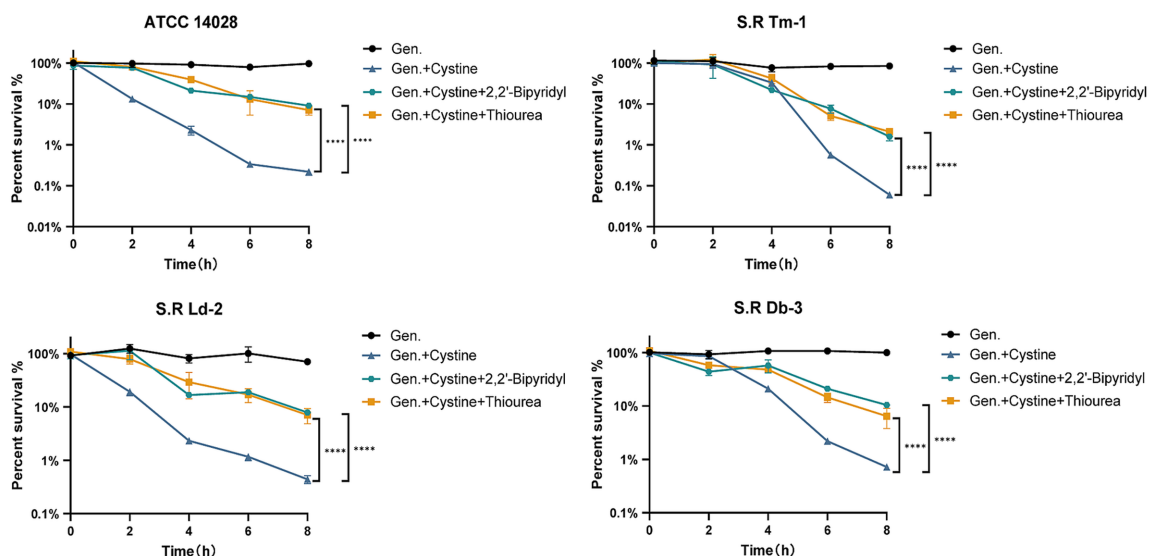 ATCC 14028
Percent survival %
100%
10%
1%
0.1%
0.01%
0 2 4 6 8
Time(h)
Gen.
Gen.+Cystine
Gen.+Cystine+2,2'-Bipyridyl
Gen.+Cystine+Thiourea
**** ****
S.R Tm-1
Percent survival %
100%
10%
1%
0.1%
0.01%
0 2 4 6 8
Time(h)
Gen.
Gen.+Cystine
Gen.+Cystine+2,2'-Bipyridyl
Gen.+Cystine+Thiourea
**** ****
S.R Ld-2
Percent survival %
100%
10%
1%
0.1%
0 2 4 6 8
Time(h)
Gen.
Gen.+Cystine
Gen.+Cystine+2,2'-Bipyridyl
Gen.+Cystine+Thiourea
**** ****
S.R Db-3
Percent survival %
100%
10%
1%
0.1%
0 2 4 6 8
Time(h)
Gen.
Gen.+Cystine
Gen.+Cystine+2,2'-Bipyridyl
Gen.+Cystine+Thiourea
**** ****